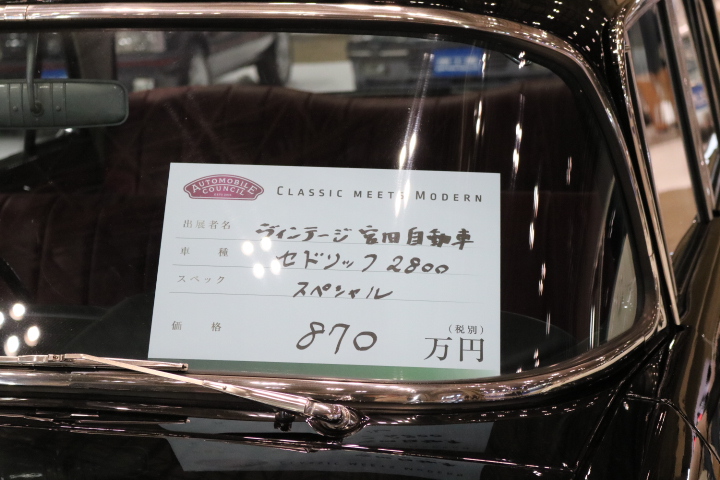 AUTOMOBILE COUNCIL
CLASSIC MEETS MODERN
出展者名 ヴィンテージ宮田自動車
車種 セドリック2800
スペック スペシャル
価格 870 万円 (税別)